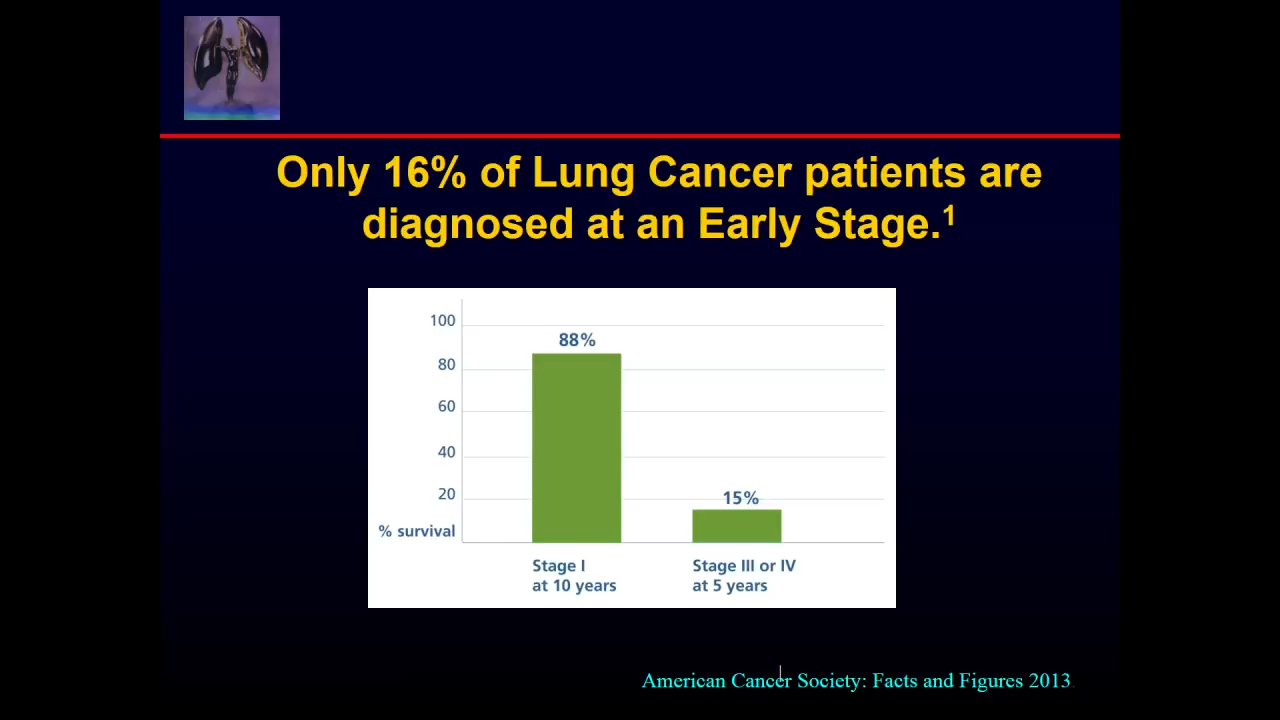 Only 16% of Lung Cancer patients are
diagnosed at an Early Stage.¹
100
88%
80
60
40
20
15%
% survival
Stage I
at 10 years
Stage III or IV
at 5 years
American Cancer Society: Facts and Figures 2013